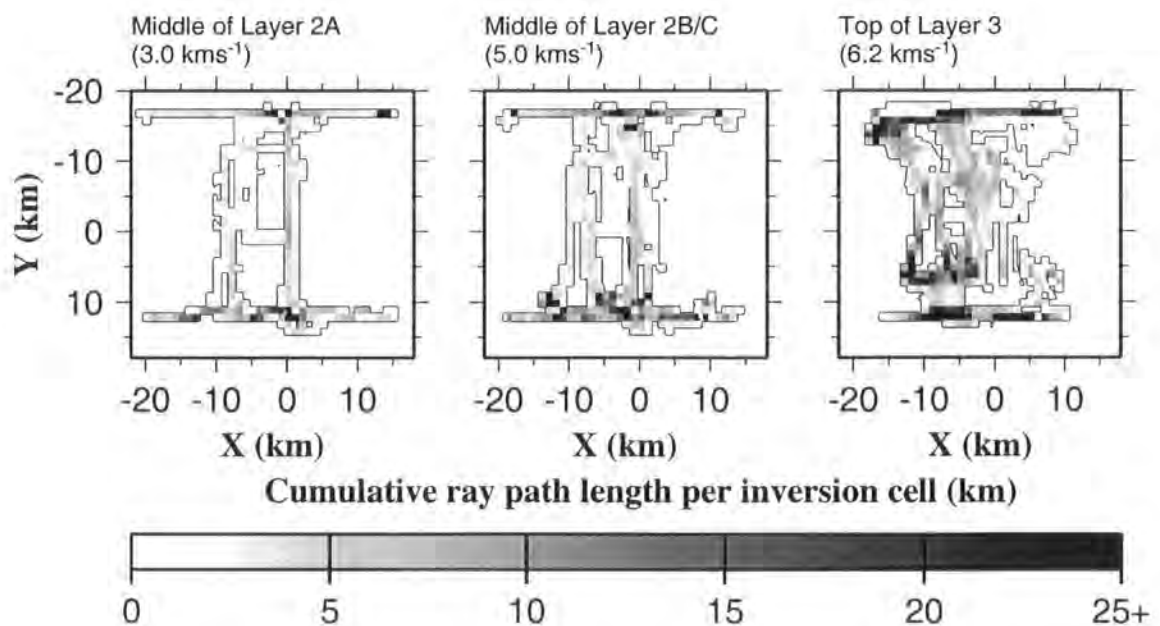 Middle of Layer 2A
(3.0 kms⁻¹)
Middle of Layer 2B/C
(5.0 kms⁻¹)
Top of Layer 3
(6.2 kms⁻¹)
Y (km)
-20
-10
0
10
-20 -10 0 10
-20 -10 0 10
-20 -10 0 10
X (km)
X (km)
X (km)
Cumulative ray path length per inversion cell (km)
0 5 10 15 20 25+